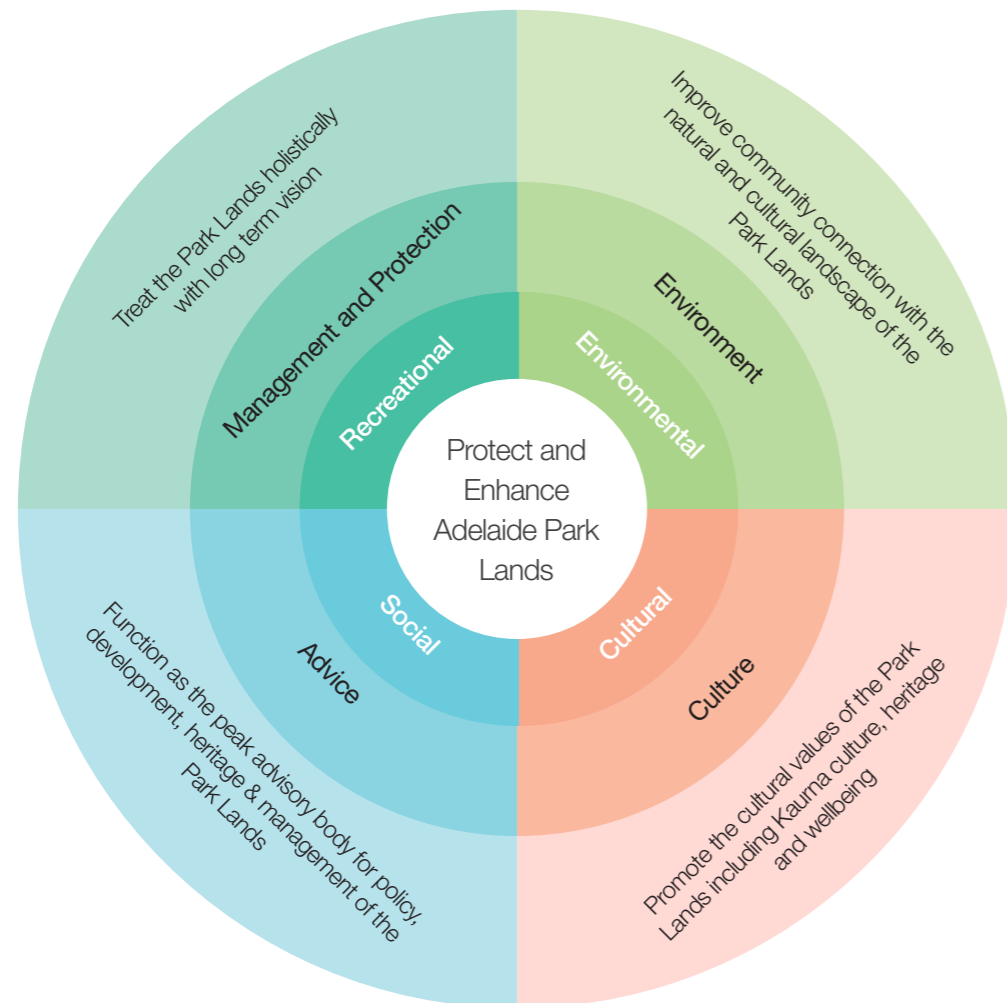 Treat the Park Lands holistically
with long term vision
Management and Protection
Recreational
Improve community connection with the
natural and cultural landscape of the
Park Lands
Environment
Environmental
Protect and
Enhance
Adelaide Park
Lands
Social
Advice
Function as the peak advisory body for policy,
development, heritage & management of the
Park Lands
Cultural
Culture
Promote the cultural values of the Park
Lands including Kaurna culture, heritage
and wellbeing